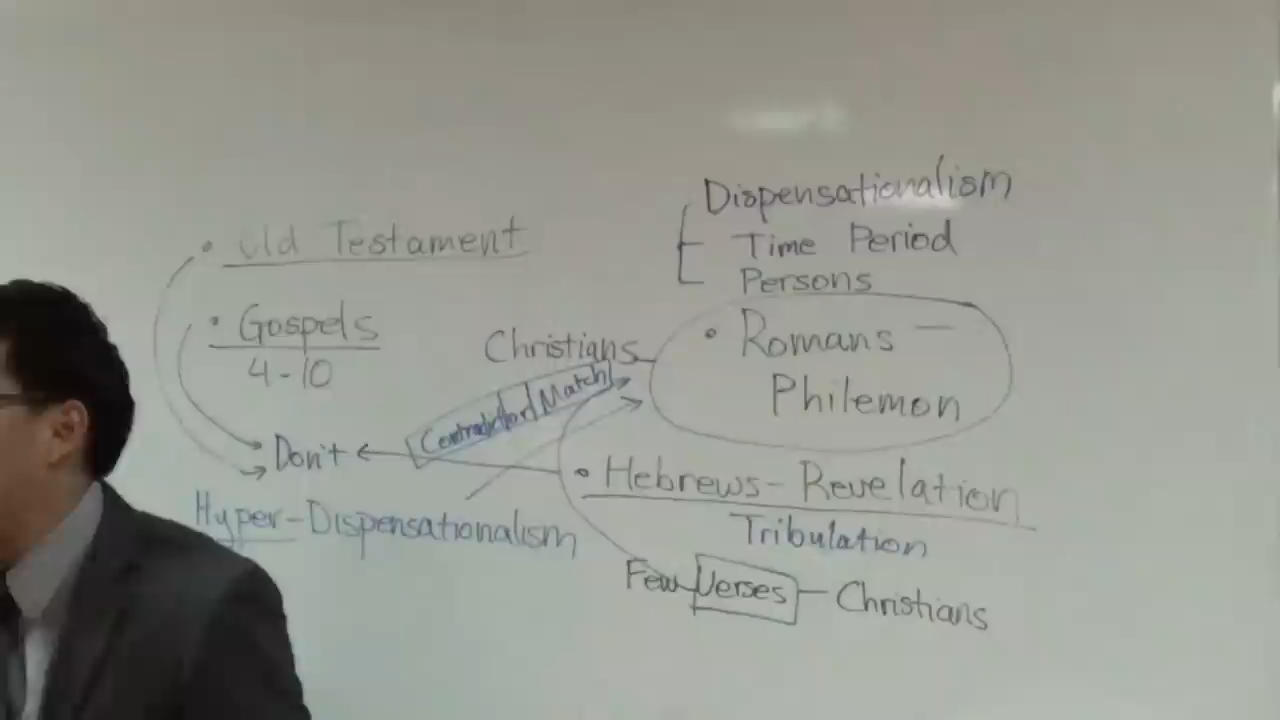 Dispensationalism
Time Period
Persons
• Old Testament
• Gospels
4-10
Christians
• Romans —
Philemon
Contradict/Match
Don't
• Hebrews - Revelation
Hyper-Dispensationalism
Tribulation
Few Verses - Christians